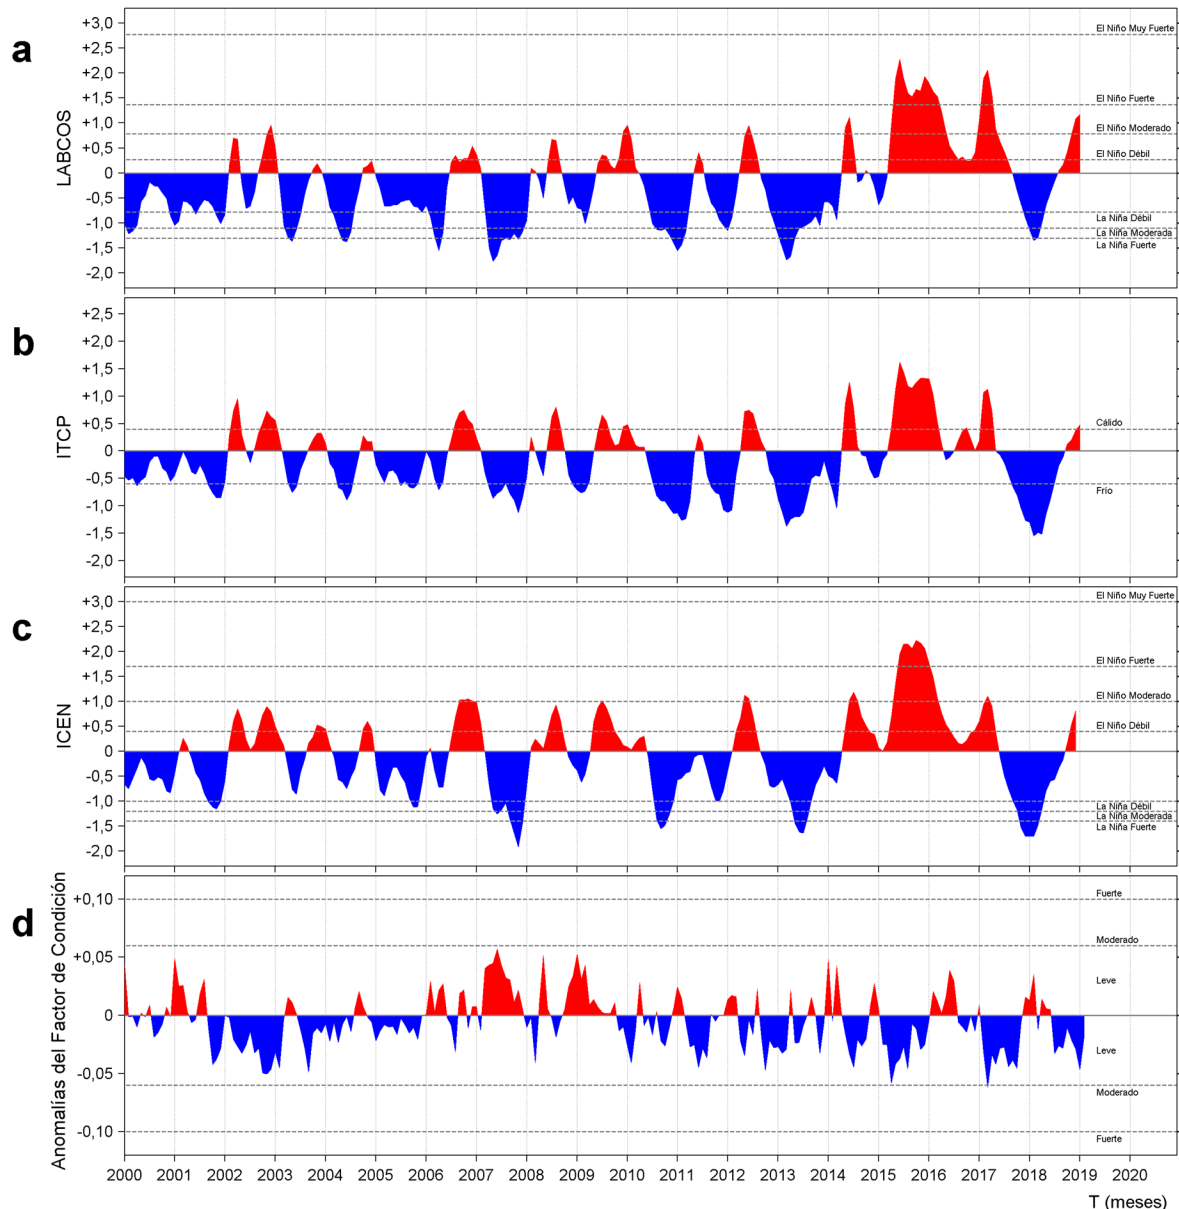 a
LABCOS
+3,0
+2,5
+2,0
+1,5
+1,0
+0,5
0
-0,5
-1,0
-1,5
-2,0
El Niño Muy Fuerte
El Niño Fuerte
El Niño Moderado
El Niño Débil
La Niña Débil
La Niña Moderada
La Niña Fuerte
b
ITCP
+2,5
+2,0
+1,5
+1,0
+0,5
0
-0,5
-1,0
-1,5
-2,0
Cálido
Frío
c
ICEN
+3,0
+2,5
+2,0
+1,5
+1,0
+0,5
0
-0,5
-1,0
-1,5
-2,0
El Niño Muy Fuerte
El Niño Fuerte
El Niño Moderado
El Niño Débil
La Niña Débil
La Niña Moderada
La Niña Fuerte
d
Anomalías del Factor de Condición
+0,10
+0,05
0
-0,05
-0,10
Fuerte
Moderado
Leve
Leve
Moderado
Fuerte
2000 2001 2002 2003 2004 2005 2006 2007 2008 2009 2010 2011 2012 2013 2014 2015 2016 2017 2018 2019 2020
T (meses)